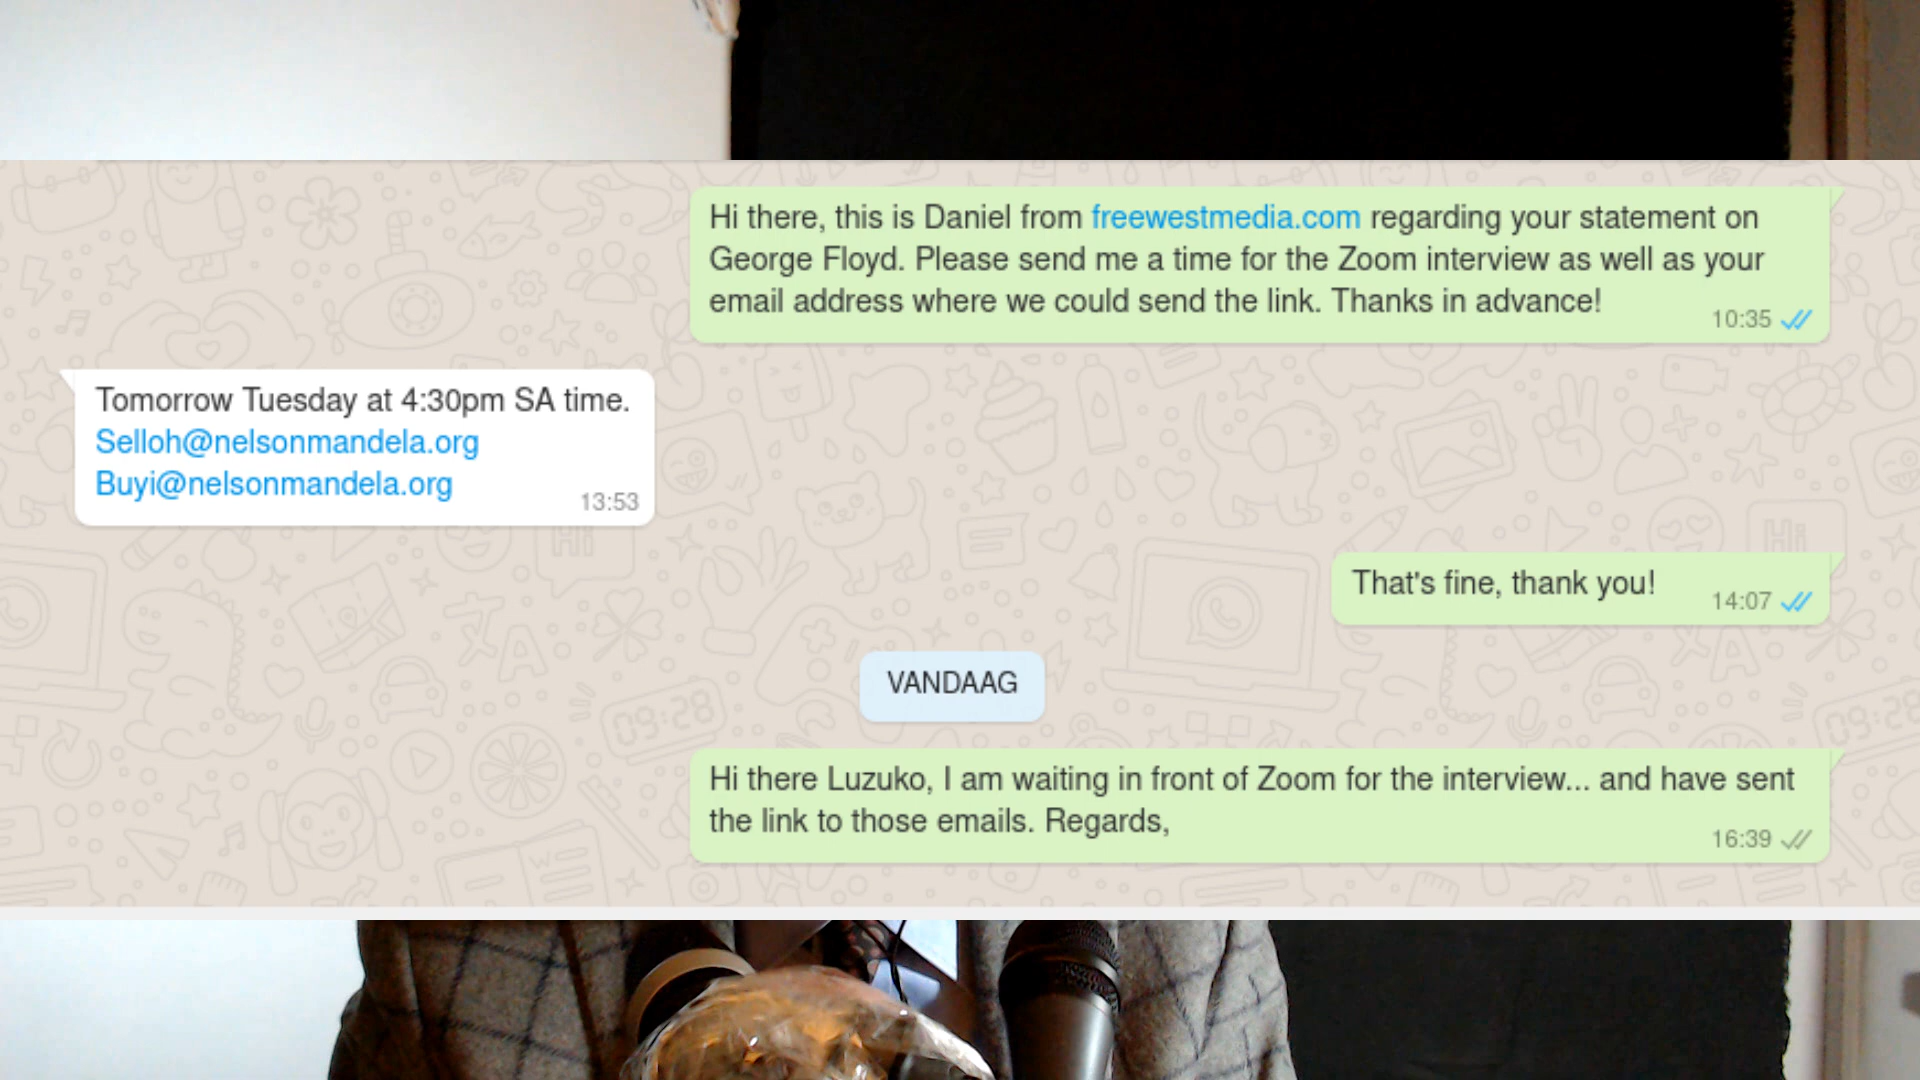 Hi there, this is Daniel from freewestmedia.com regarding your statement on
George Floyd. Please send me a time for the Zoom interview as well as your
email address where we could send the link. Thanks in advance!
10:35
Tomorrow Tuesday at 4:30pm SA time.
Selloh@nelsonmandela.org
Buyi@nelsonmandela.org
13:53
That's fine, thank you!
14:07
VANDAAG
Hi there Luzuko, I am waiting in front of Zoom for the interview... and have sent
the link to those emails. Regards,
16:39